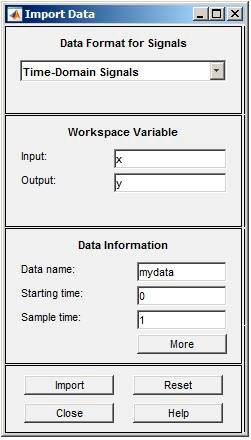 Import Data
Data Format for Signals
Time-Domain Signals
Workspace Variable
Input: x
Output: y
Data Information
Data name: mydata
Starting time: 0
Sample time: 1
More
Import Reset
Close Help